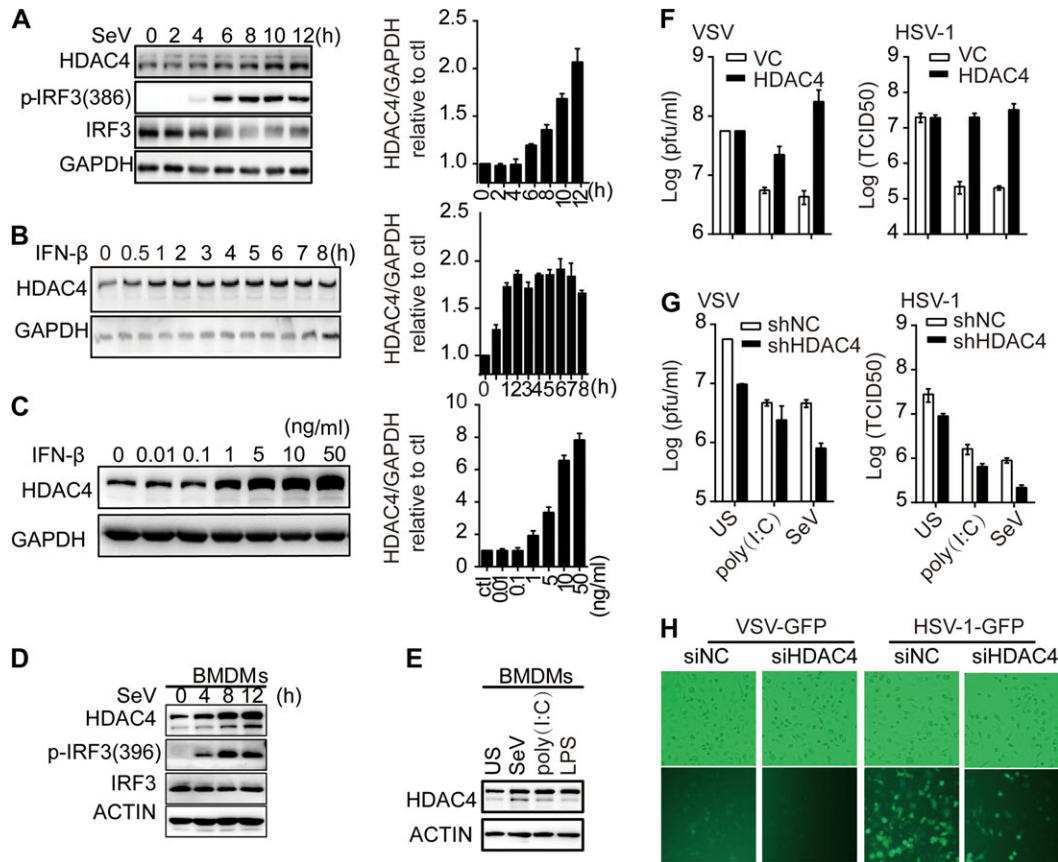 A
SeV 0 2 4 6 8 10 12 (h)
HDAC4
p-IRF3(386)
IRF3
GAPDH
HDAC4/GAPDH
relative to ctl
2.5
2.0
1.5
1.0
0 2 4 6 8 10 12 (h)
B
IFN-β 0 0.5 1 2 3 4 5 6 7 8 (h)
HDAC4
GAPDH
HDAC4/GAPDH
relative to ctl
2.5
2.0
1.5
1.0
0 1 2 3 4 5 6 7 8 (h)
C
(ng/ml)
IFN-β 0 0.01 0.1 1 5 10 50
HDAC4
GAPDH
HDAC4/GAPDH
relative to ctl
10
8
6
4
2
0
ctl 0.01 0.1 1 5 10 50 (ng/ml)
D
BMDMs
SeV 0 4 8 12 (h)
HDAC4
p-IRF3(396)
IRF3
ACTIN
E
BMDMs
US SeV poly(I:C) LPS
HDAC4
ACTIN
F
VSV
VC
HDAC4
Log (pfu/ml)
9
8
7
6
HSV-1
VC
HDAC4
Log (TCID50)
9
8
7
6
5
4
G
VSV
shNC
shHDAC4
Log (pfu/ml)
8
7
6
5
US poly(I:C) SeV
HSV-1
shNC
shHDAC4
Log (TCID50)
9
8
7
6
5
US poly(I:C) SeV
H
VSV-GFP HSV-1-GFP
siNC siHDAC4 siNC siHDAC4